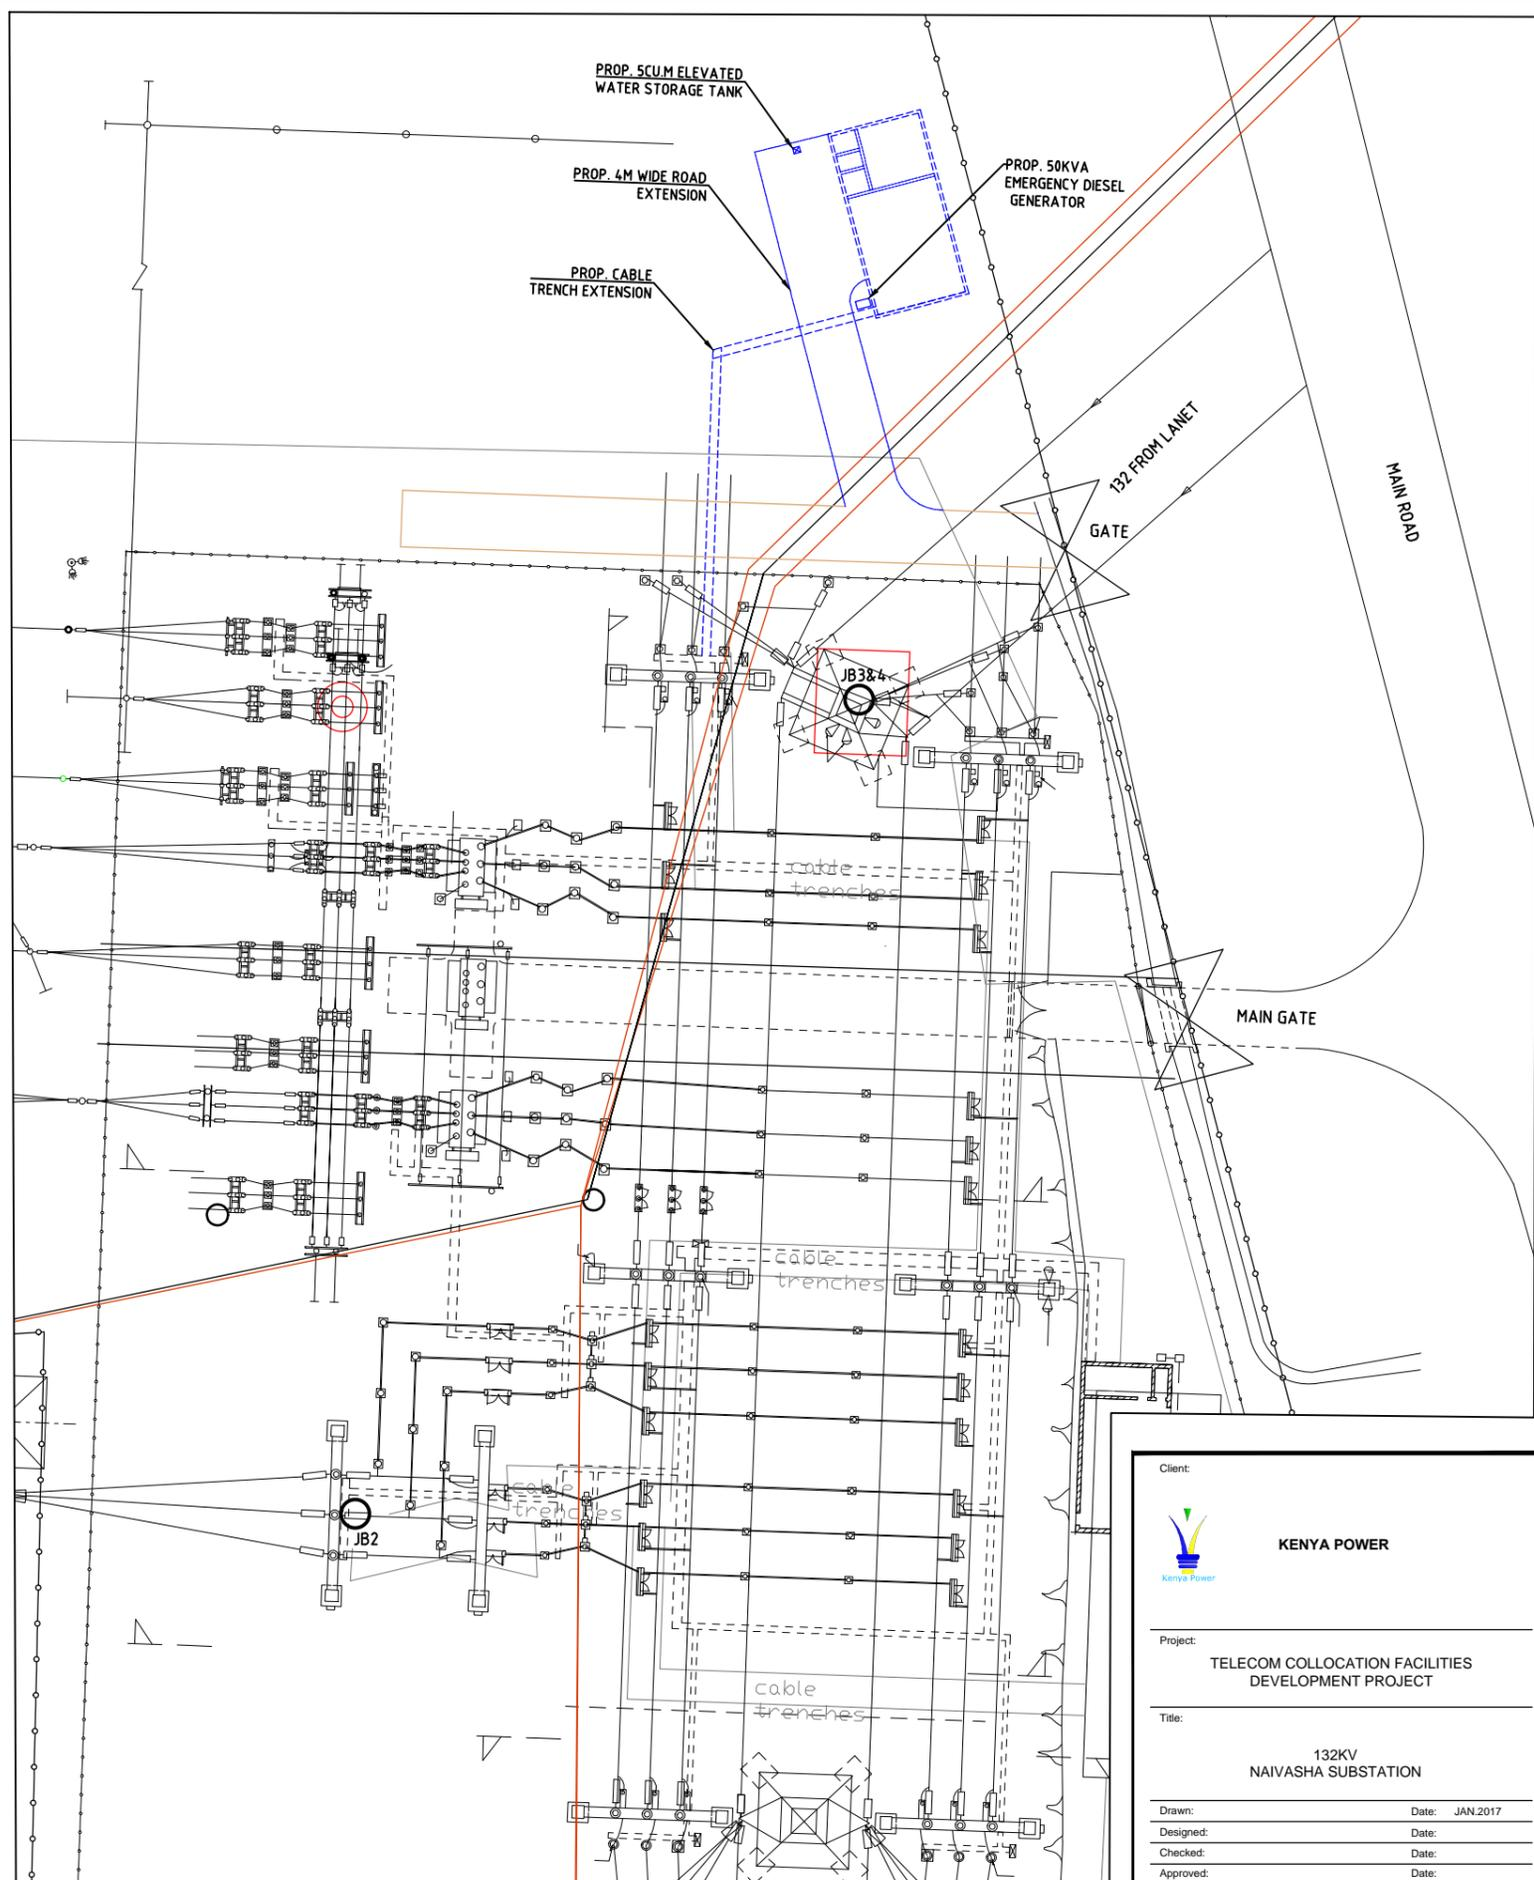 PROP. 5CU.M ELEVATED
WATER STORAGE TANK
PROP. 4M WIDE ROAD
EXTENSION
PROP. 50KVA
EMERGENCY DIESEL
GENERATOR
PROP. CABLE
TRENCH EXTENSION
132 FROM LANET
MAIN ROAD
GATE
JB3&4
cable
trenches
MAIN GATE
cable
trenches
cable
trenches
JB2
cable
trenches
Client:
KENYA POWER
Kenya Power
Project:
TELECOM COLLOCATION FACILITIES
DEVELOPMENT PROJECT
Title:
132KV
NAIVASHA SUBSTATION
Drawn: Date: JAN.2017
Designed: Date:
Checked: Date:
Approved: Date: